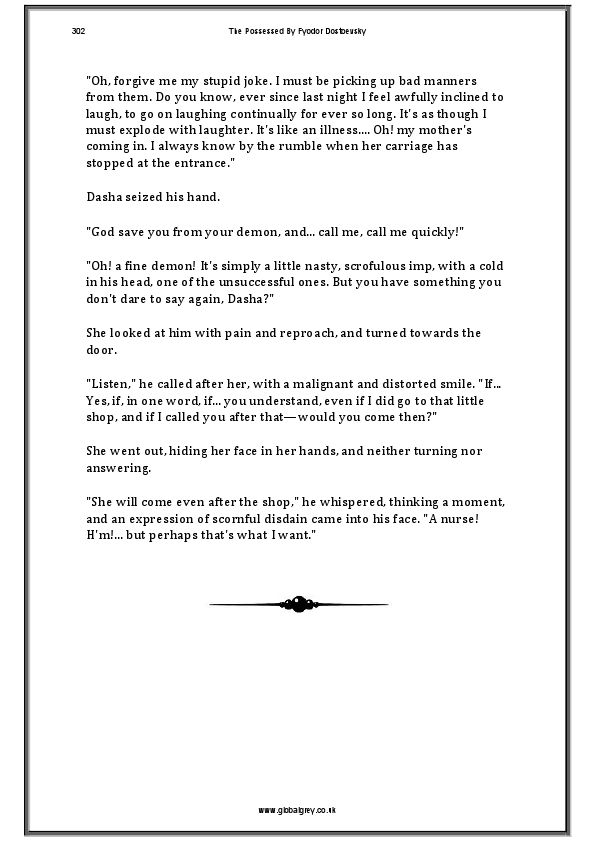 302 The Possessed By Fyodor Dostoevsky
"Oh, forgive me my stupid joke. I must be picking up bad manners
from them. Do you know, ever since last night I feel awfully inclined to
laugh, to go on laughing continually for ever so long. It's as though I
must explode with laughter. It's like an illness.... Oh! my mother's
coming in. I always know by the rumble when her carriage has
stopped at the entrance."
Dasha seized his hand.
"God save you from your demon, and... call me, call me quickly!"
"Oh! a fine demon! It's simply a little nasty, scrofulous imp, with a cold
in his head, one of the unsuccessful ones. But you have something you
don't dare to say again, Dasha?"
She looked at him with pain and reproach, and turned towards the
door.
"Listen," he called after her, with a malignant and distorted smile. "If...
Yes, if, in one word, if... you understand, even if I did go to that little
shop, and if I called you after that—would you come then?"
She went out, hiding her face in her hands, and neither turning nor
answering.
"She will come even after the shop," he whispered, thinking a moment,
and an expression of scornful disdain came into his face. "A nurse!
H'm!... but perhaps that's what I want."
www.globalgrey.co.uk